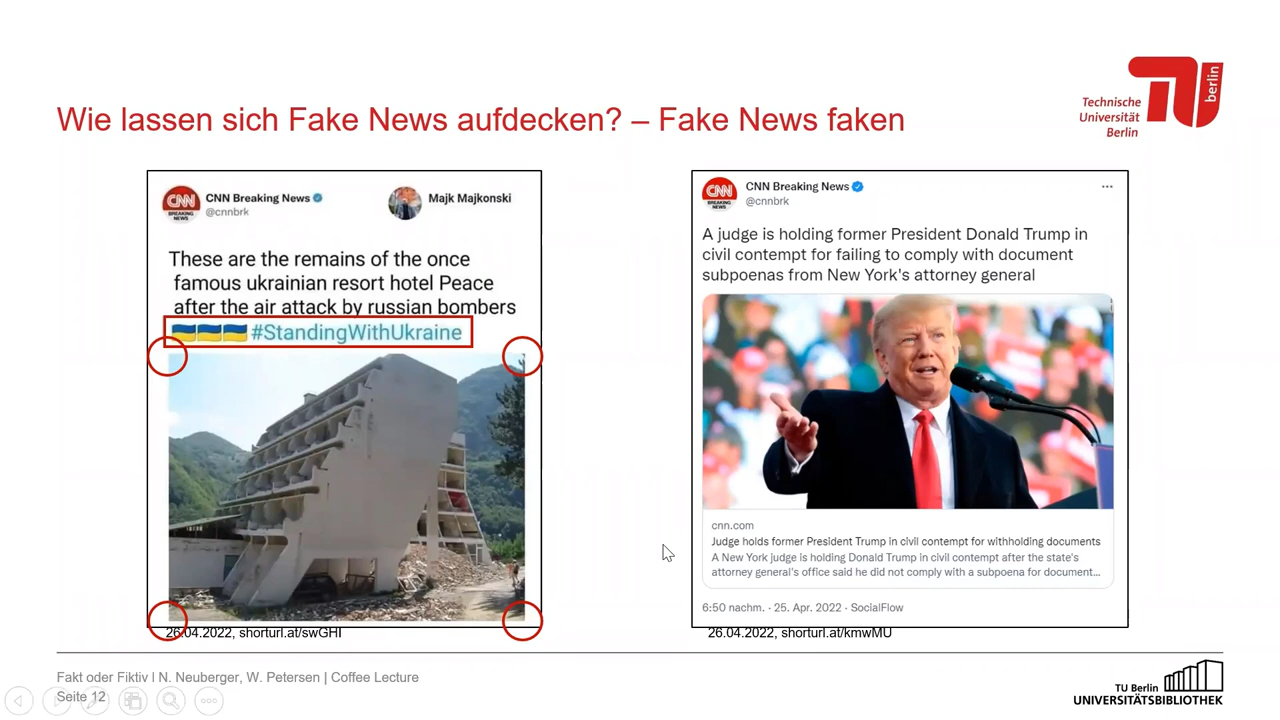 Wie lassen sich Fake News aufdecken? – Fake News faken
Technische
Universität
Berlin
berlin
CNN Breaking News
@cnnbrk
Majk Majkonski
CNN
BREAKING
NEWS
These are the remains of the once
famous ukrainian resort hotel Peace
after the air attack by russian bombers
#StandingWithUkraine
26.04.2022, shorturl.at/swGHI
CNN
BREAKING
NEWS
CNN Breaking News
@cnnbrk
A judge is holding former President Donald Trump in
civil contempt for failing to comply with document
subpoenas from New York's attorney general
cnn.com
Judge holds former President Trump in civil contempt for withholding documents
A New York judge is holding Donald Trump in civil contempt after the state's
attorney general's office said he did not comply with a subpoena for document...
6:50 nachm. · 25. Apr. 2022 · SocialFlow
26.04.2022, shorturl.at/kmwMU
Fakt oder Fiktiv I N. Neuberger, W. Petersen | Coffee Lecture
Seite 12
TU Berlin
UNIVERSITÄTSBIBLIOTHEK